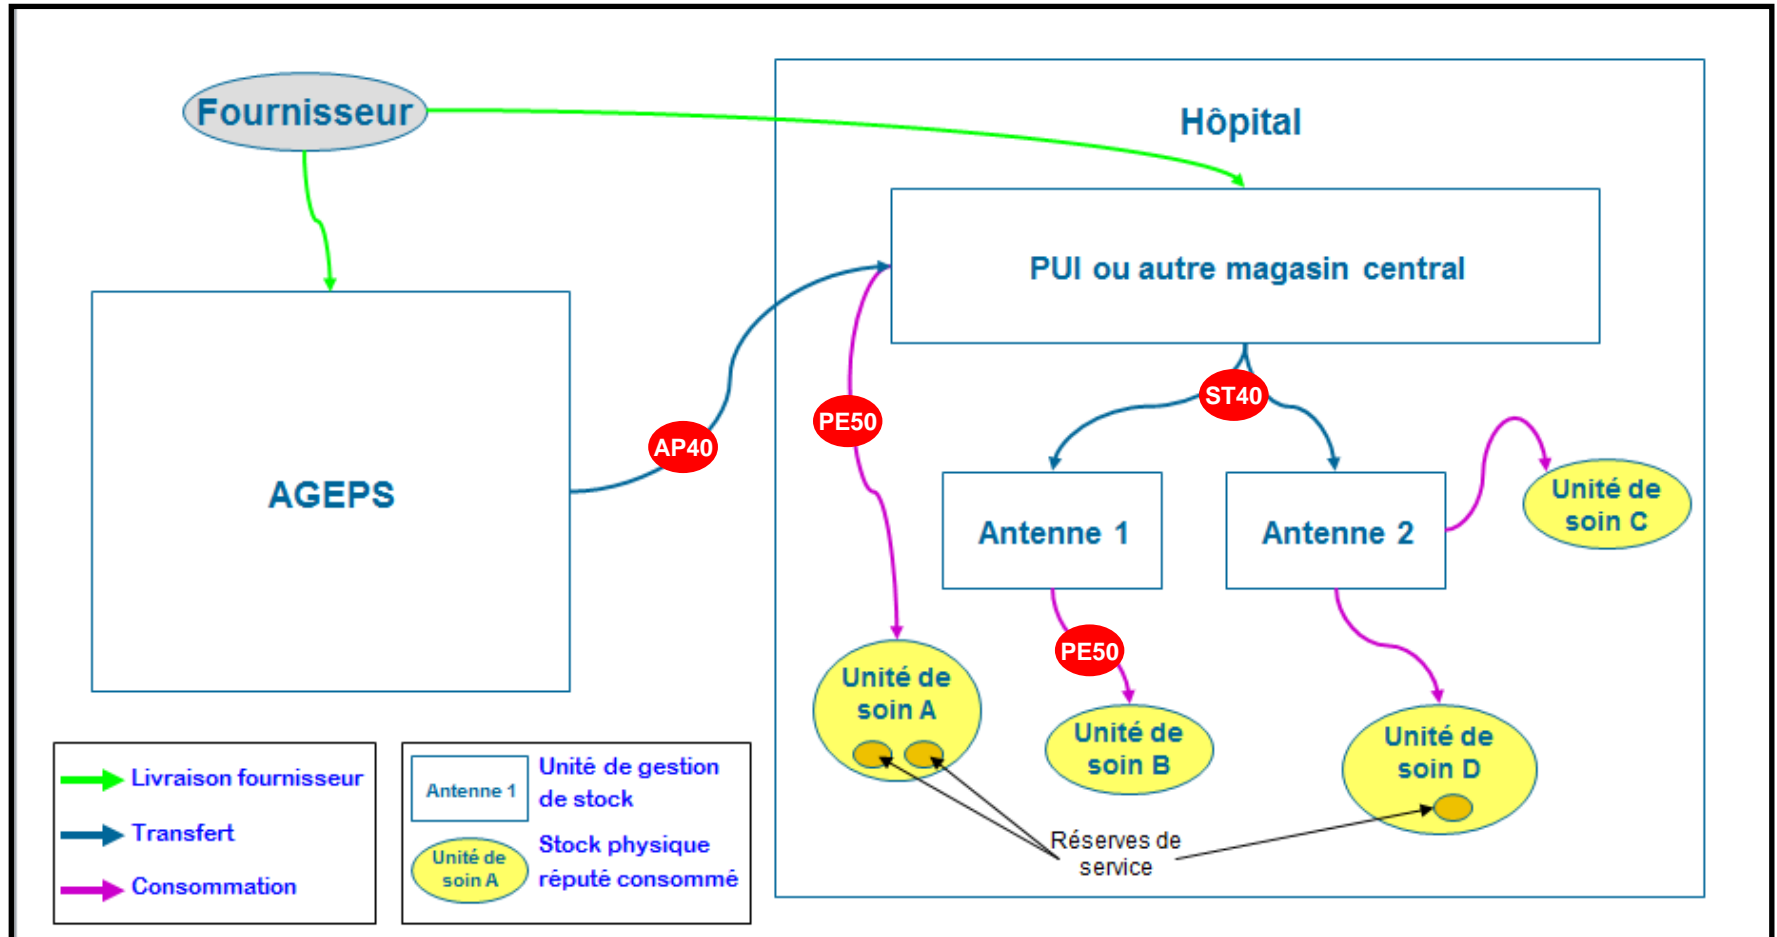 Fournisseur
Hôpital
PUI ou autre magasin central
AGEPS
AP40
PE50
ST40
Antenne 1
Antenne 2
Unité de
soin C
PE50
Unité de
soin A
Unité de
soin B
Unité de
soin D
Réserves de
service
Livraison fournisseur
Transfert
Consommation
Antenne 1
Unité de gestion
de stock
Unité de
soin A
Stock physique
réputé consommé